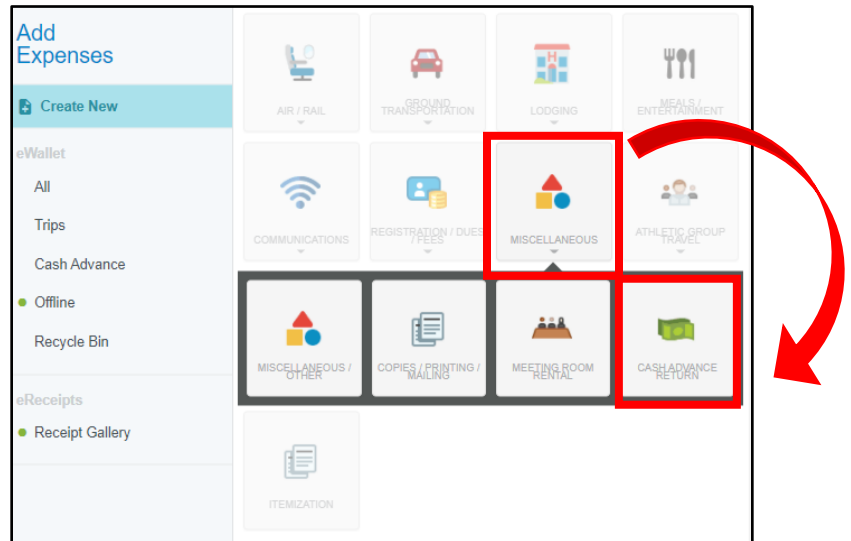 Add
Expenses
Create New
eWallet
All
Trips
Cash Advance
Offline
Recycle Bin
eReceipts
Receipt Gallery
AIR / RAIL
GROUND
TRANSPORTATION
LODGING
MEALS /
ENTERTAINMENT
COMMUNICATIONS
REGISTRATION / DUES
/ FEES
MISCELLANEOUS
ATHLETIC GROUP
TRAVEL
MISCELLANEOUS /
OTHER
COPIES / PRINTING /
MAILING
MEETING ROOM
RENTAL
CASH ADVANCE
RETURN
ITEMIZATION